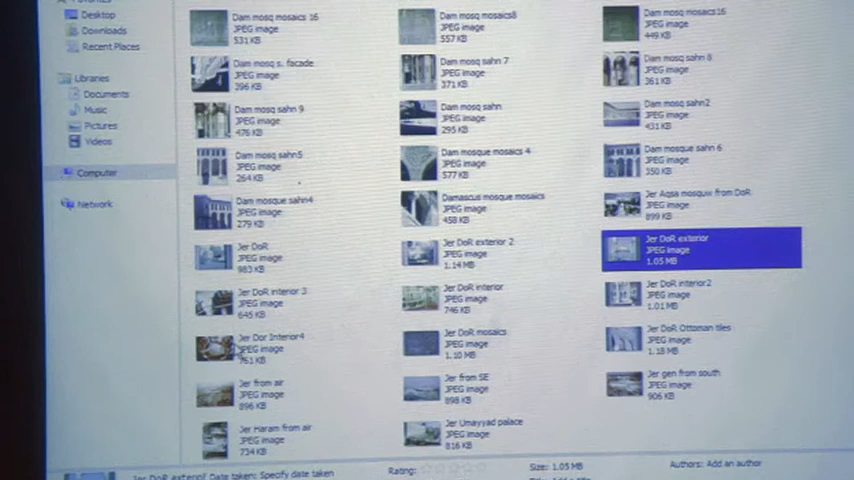 Favorites
Desktop
Downloads
Recent Places
Libraries
Documents
Music
Pictures
Videos
Computer
Network
Dam mosq mosaics 16
JPEG image
531 KB
Dam mosq mosaics8
JPEG image
557 KB
Dam mosq mosaics16
JPEG image
449 KB
Dam mosq s. facade
JPEG image
396 KB
Dam mosq sahn 7
JPEG image
371 KB
Dam mosq sahn 8
JPEG image
361 KB
Dam mosq sahn 9
JPEG image
476 KB
Dam mosq sahn
JPEG image
295 KB
Dam mosq sahn2
JPEG image
431 KB
Dam mosq sahn5
JPEG image
264 KB
Dam mosque mosaics 4
JPEG image
577 KB
Dam mosque sahn 6
JPEG image
350 KB
Dam mosque sahn4
JPEG image
279 KB
Damascus mosque mosaics
JPEG image
458 KB
Jer Aqsa mosquw from DoR
JPEG image
899 KB
Jer DoR
JPEG image
983 KB
Jer DoR exterior 2
JPEG image
1.14 MB
Jer DoR exterior
JPEG image
1.05 MB
Jer DoR interior 3
JPEG image
645 KB
Jer DoR interior
JPEG image
746 KB
Jer DoR interior2
JPEG image
1.01 MB
Jer Dor Interior4
JPEG image
761 KB
Jer DoR mosaics
JPEG image
1.10 MB
Jer DoR Ottoman tiles
JPEG image
1.18 MB
Jer from air
JPEG image
896 KB
Jer from SE
JPEG image
898 KB
Jer gen from south
JPEG image
906 KB
Jer Haram from air
JPEG image
734 KB
Jer Umayyad palace
JPEG image
816 KB
Jer DoR exterior Date taken: Specify date taken
Rating:
Size: 1.05 MB
Authors: Add an author